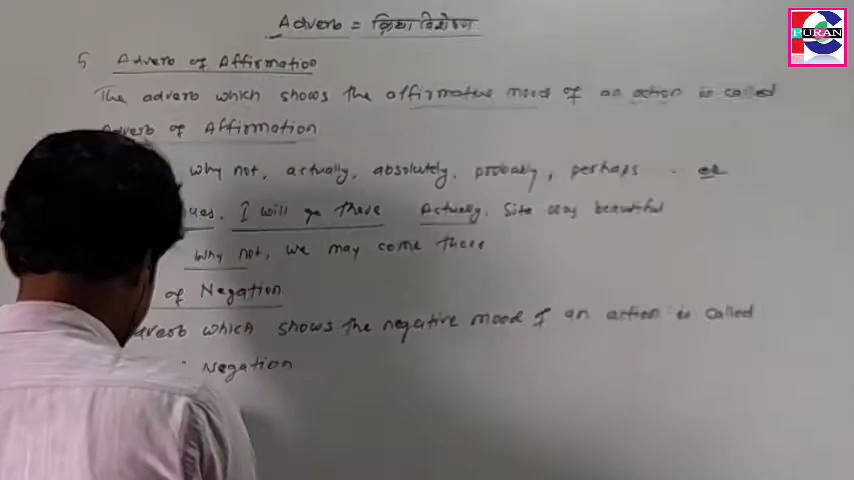 Adverb = क्रिया विशेषण
PURAN
5 Adverb of Affirmation
The adverb which shows the affirmative mood of an action is called
Adverb of Affirmation
why not, actually, absolutely, probably, perhaps
yes, I will go there Actually, Sita was beautiful
Why not, we may come there
of Negation
adverb which shows the negative mood of an action is called
Negation